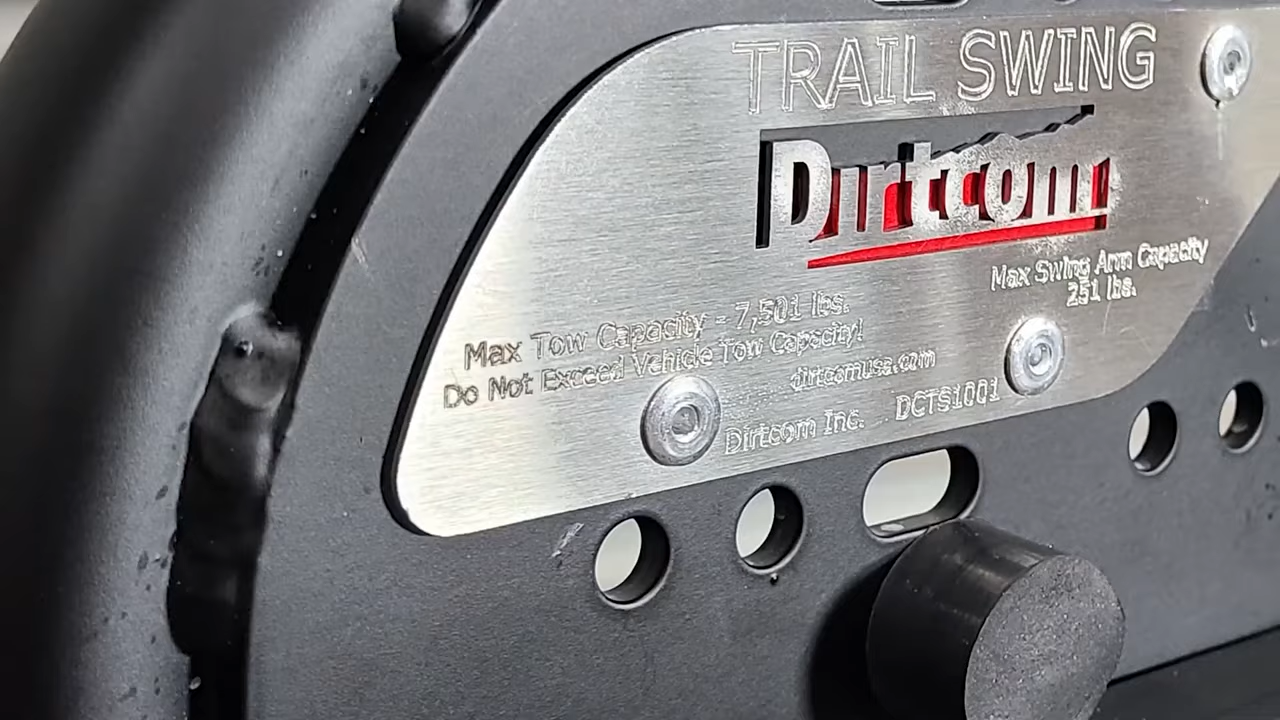 TRAIL SWING
Dirtcom
Max Swing Arm Capacity
251 lbs.
Max Tow Capacity - 7,501 lbs.
Do Not Exceed Vehicle Tow Capacity!
dirtcomusa.com
Dirtcom Inc. DCTS1001